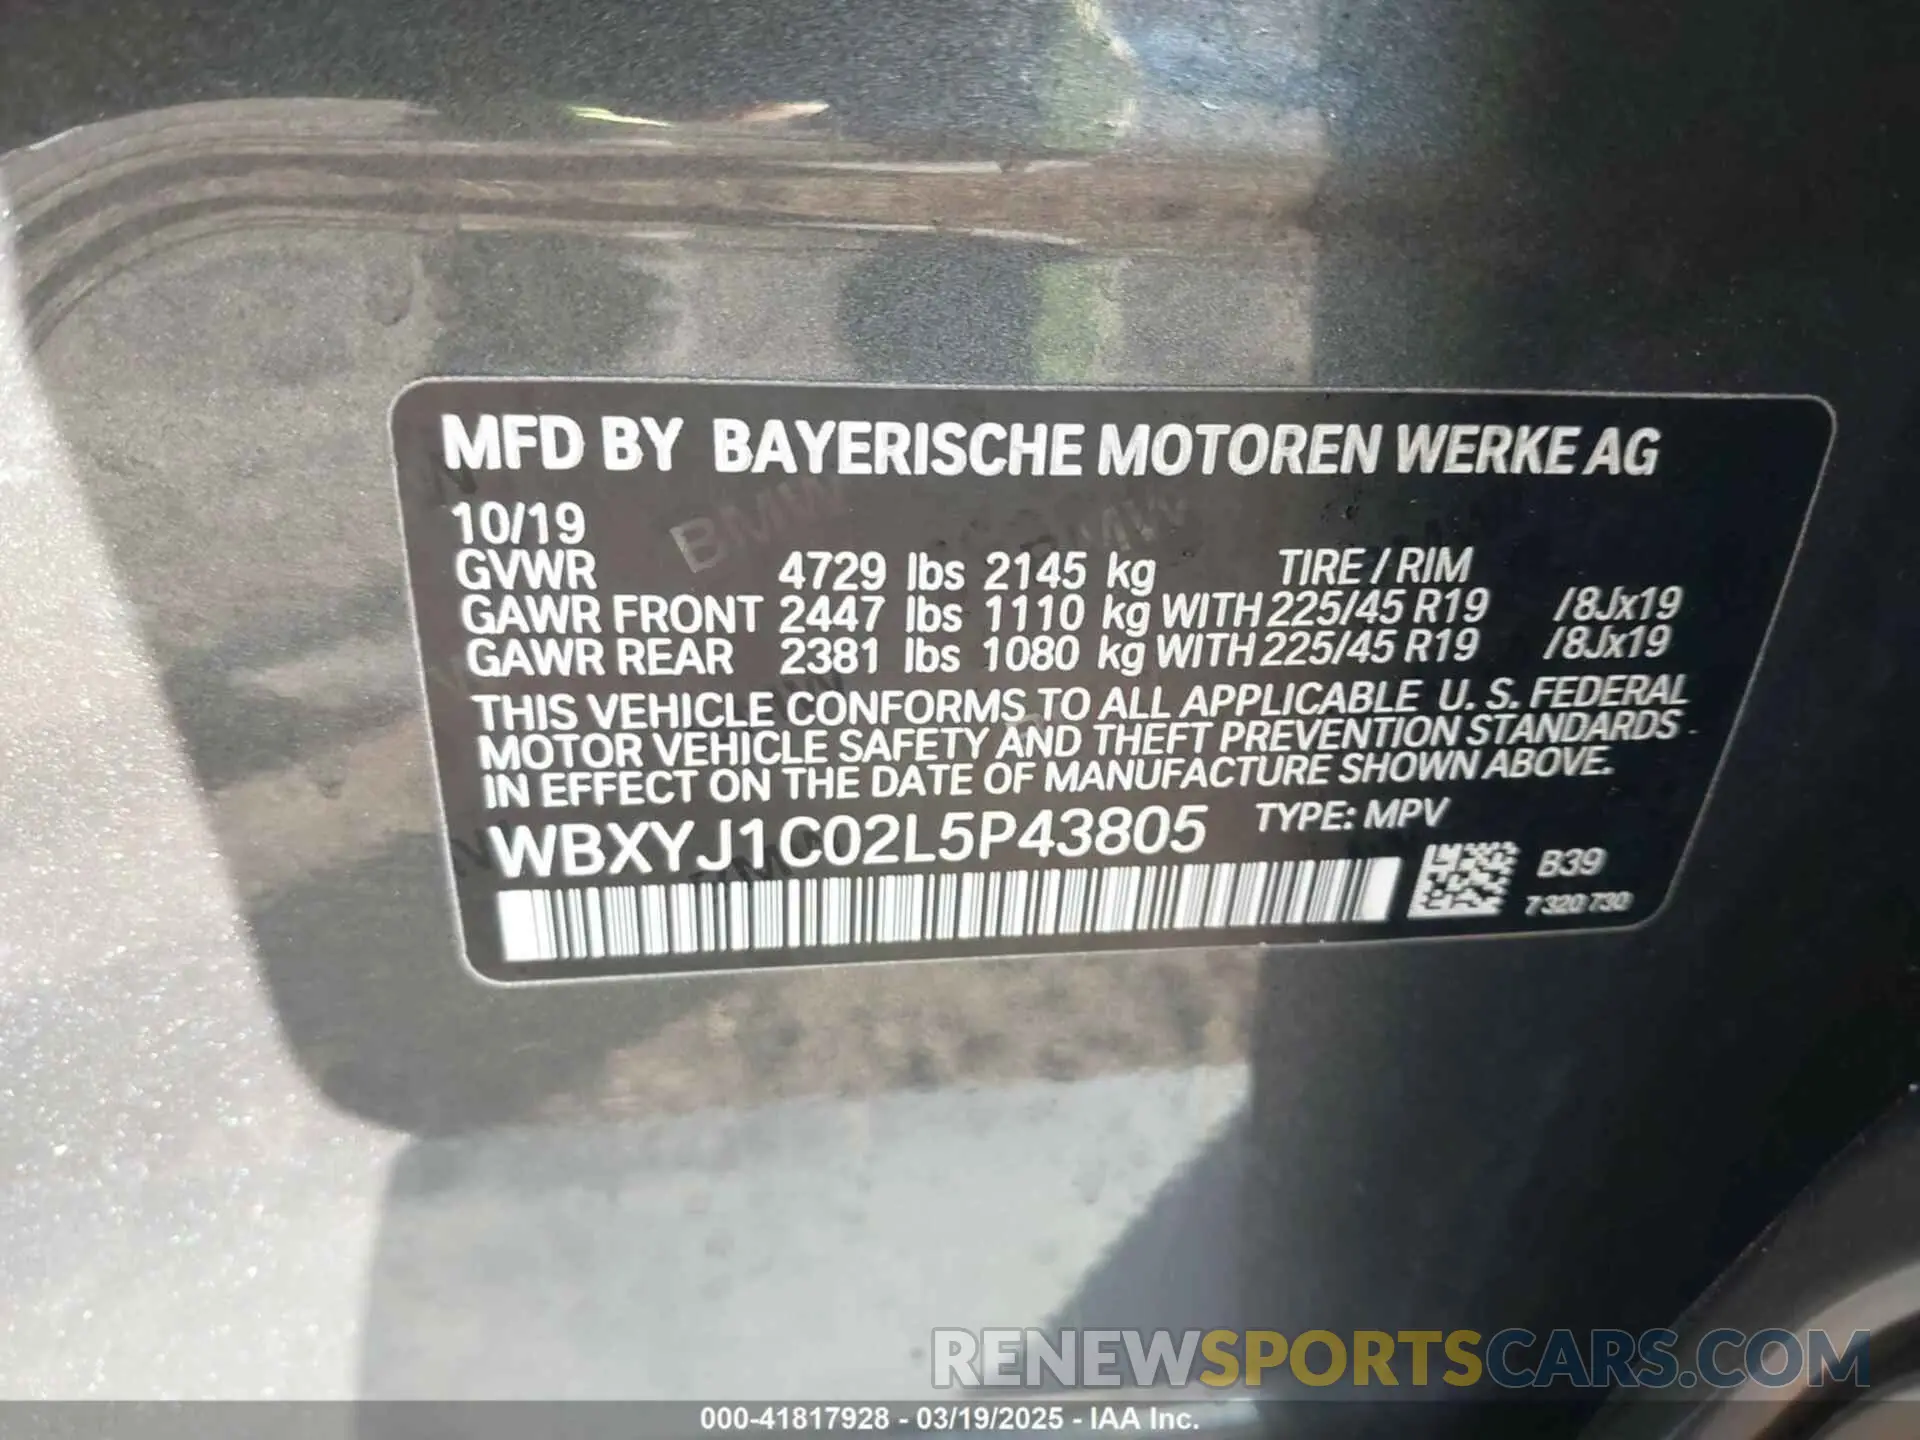 MFD BY BAYERISCHE MOTOREN WERKE AG
10/19
GVWR 4729 lbs 2145 kg TIRE / RIM
GAWR FRONT 2447 lbs 1110 kg WITH 225/45 R19 /8Jx19
GAWR REAR 2381 lbs 1080 kg WITH 225/45 R19 /8Jx19
THIS VEHICLE CONFORMS TO ALL APPLICABLE U. S. FEDERAL
MOTOR VEHICLE SAFETY AND THEFT PREVENTION STANDARDS
IN EFFECT ON THE DATE OF MANUFACTURE SHOWN ABOVE.
WBXYJ1C02L5P43805 TYPE: MPV
B39
7 320 730
RENEWSPORTSCARS.COM
000-41817928 - 03/19/2025 - IAA Inc.